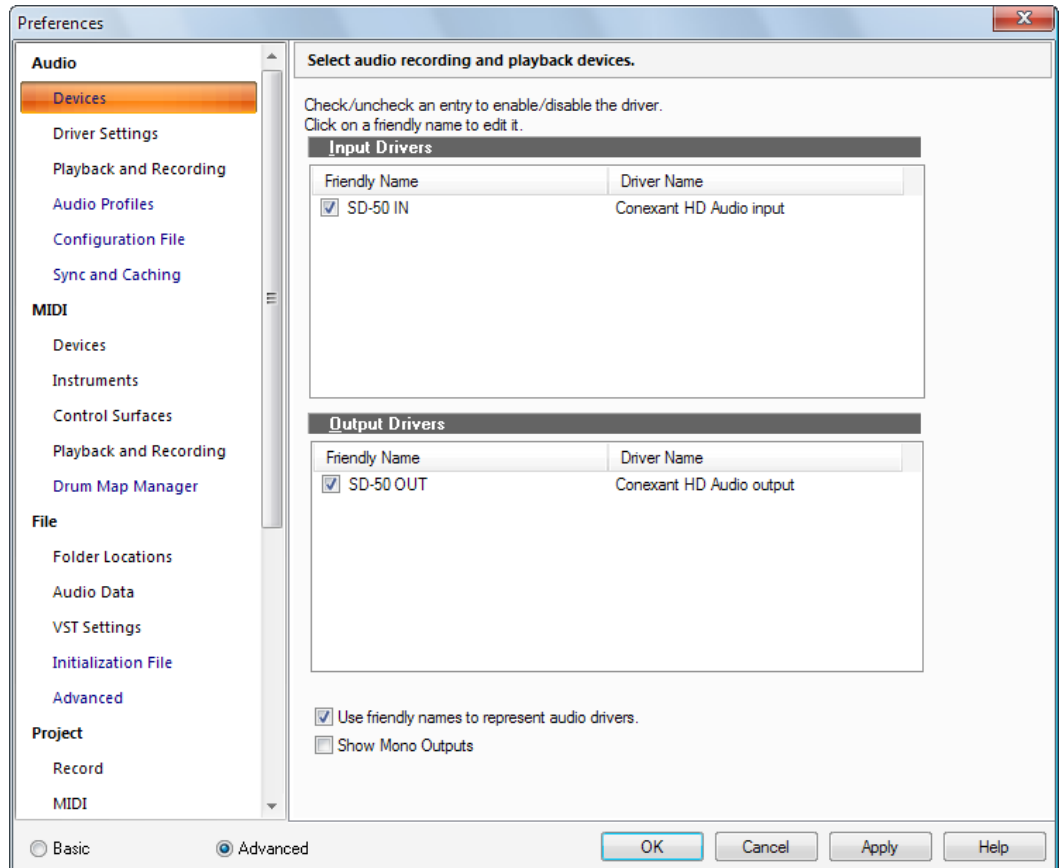 Preferences
Audio
Devices
Driver Settings
Playback and Recording
Audio Profiles
Configuration File
Sync and Caching
MIDI
Devices
Instruments
Control Surfaces
Playback and Recording
Drum Map Manager
File
Folder Locations
Audio Data
VST Settings
Initialization File
Advanced
Project
Record
MIDI
Basic
Advanced
Select audio recording and playback devices.
Check/uncheck an entry to enable/disable the driver.
Click on a friendly name to edit it.
Input Drivers
Friendly Name Driver Name
SD-50 IN Conexant HD Audio input
Output Drivers
Friendly Name Driver Name
SD-50 OUT Conexant HD Audio output
Use friendly names to represent audio drivers.
Show Mono Outputs
OK Cancel Apply Help